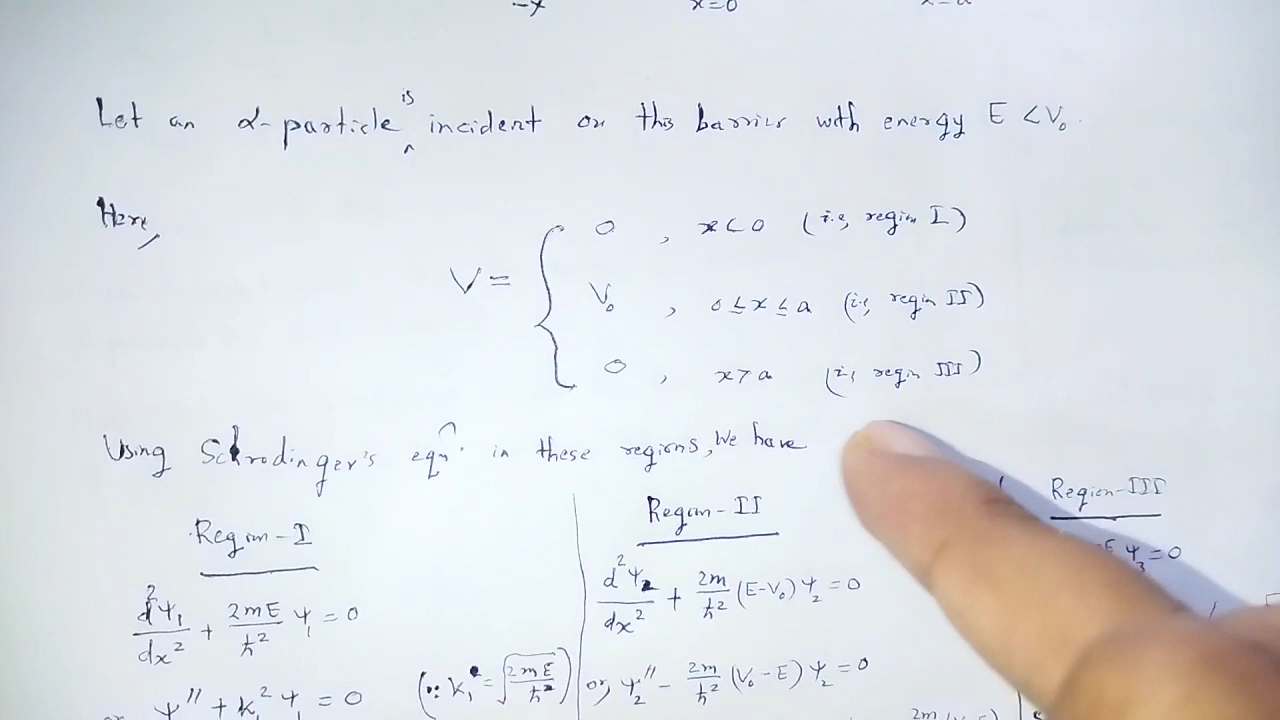 -x x=0 x=a
Let an α-particle is incident on this barrier with energy E < V₀.
Here,
V = {
0 , x < 0 (i.e, region I)
V₀ , 0 ≤ x ≤ a (i.e, region II)
0 , x > a (i.e, region III)
Using Schrodinger's eqn. in these regions, We have
Region-I
d²ψ₁/dx² + 2mE/ħ² ψ₁ = 0
ψ₁'' + k₁² ψ₁ = 0 (∵ k₁ = √(2mE/ħ²))
Region-II
d²ψ₂/dx² + 2m/ħ² (E-V₀) ψ₂ = 0
or, ψ₂'' - 2m/ħ² (V₀ - E) ψ₂ = 0
Region-III
E ψ₃ = 0